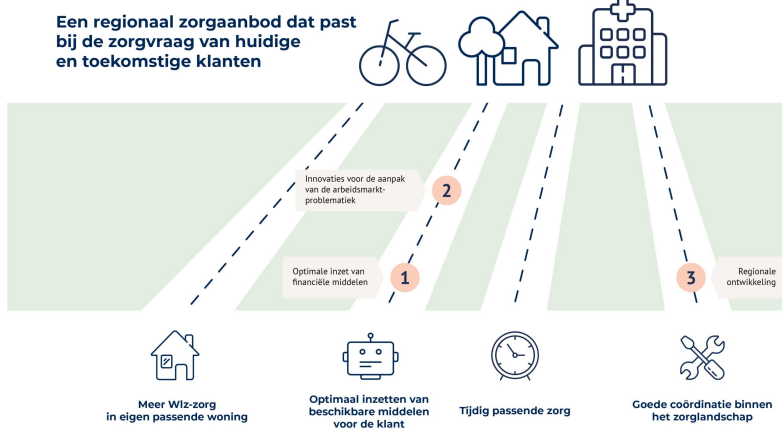 Een regionaal zorgaanbod dat past
bij de zorgvraag van huidige
en toekomstige klanten
Innovaties voor de aanpak
van de arbeidsmarkt-
problematiek
2
Optimale inzet van
financiële middelen
1
3
Regionale
ontwikkeling
Meer Wlz-zorg
in eigen passende woning
Optimaal inzetten van
beschikbare middelen
voor de klant
Tijdig passende zorg
Goede coördinatie binnen
het zorglandschap